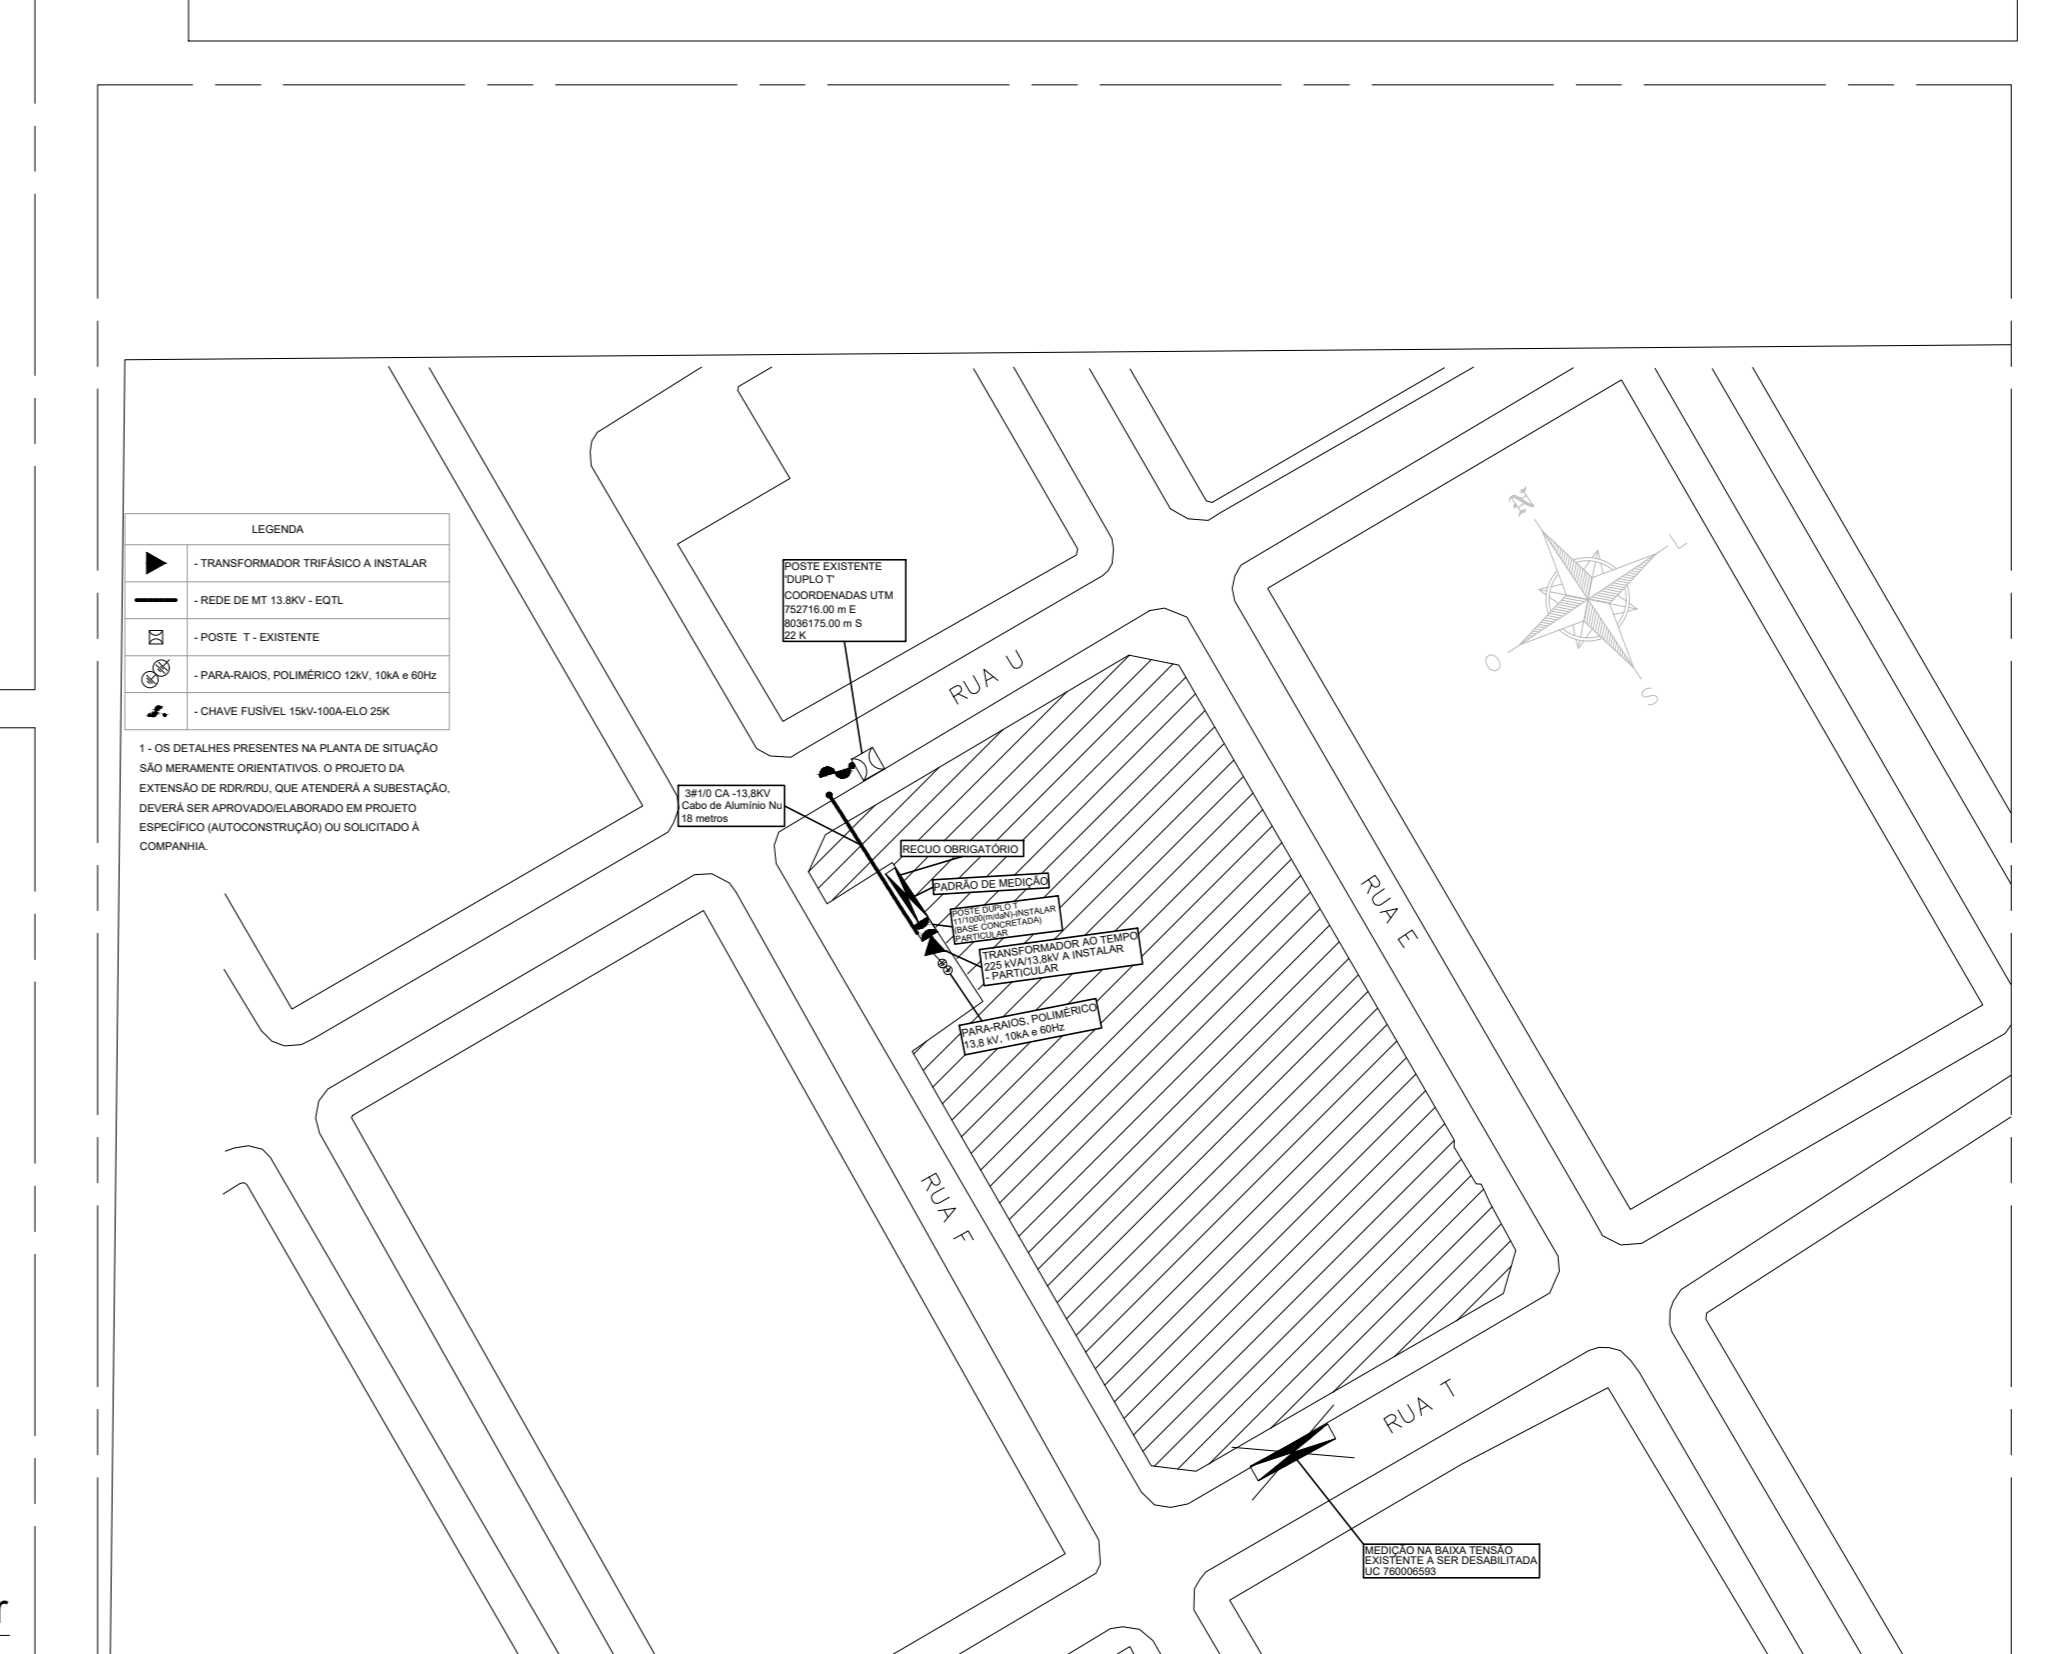 LEGENDA
- TRANSFORMADOR TRIFÁSICO A INSTALAR
- REDE DE MT 13.8KV - EQTL
- POSTE T - EXISTENTE
- PARA-RAIOS, POLIMÉRICO 12kV, 10kA e 60Hz
- CHAVE FUSÍVEL 15kV-100A-ELO 25K
1 - OS DETALHES PRESENTES NA PLANTA DE SITUAÇÃO
SÃO MERAMENTE ORIENTATIVOS. O PROJETO DA
EXTENSÃO DE RDR/RDU, QUE ATENDERÁ A SUBESTAÇÃO,
DEVERÁ SER APROVADO/ELABORADO EM PROJETO
ESPECÍFICO (AUTOCONSTRUÇÃO) OU SOLICITADO À
COMPANHIA.
POSTE EXISTENTE
'DUPLO T'
COORDENADAS UTM
752716.00 m E
8036175.00 m S
22 K
N
L
O
S
RUA U
3#1/0 CA -13,8KV
Cabo de Alumínio Nu
18 metros
RECUO OBRIGATÓRIO
PADRÃO DE MEDIÇÃO
POSTE DUPLO T
11/1000(m/daN)-INSTALAR
(BASE CONCRETADA)
PARTICULAR
TRANSFORMADOR AO TEMPO
225 kVA/13,8kV A INSTALAR
- PARTICULAR
PARA-RAIOS, POLIMÉRICO
13,8 kV, 10kA e 60Hz
RUA E
RUA F
RUA T
MEDIÇÃO NA BAIXA TENSÃO
EXISTENTE A SER DESABILITADA
UC 760006593
r